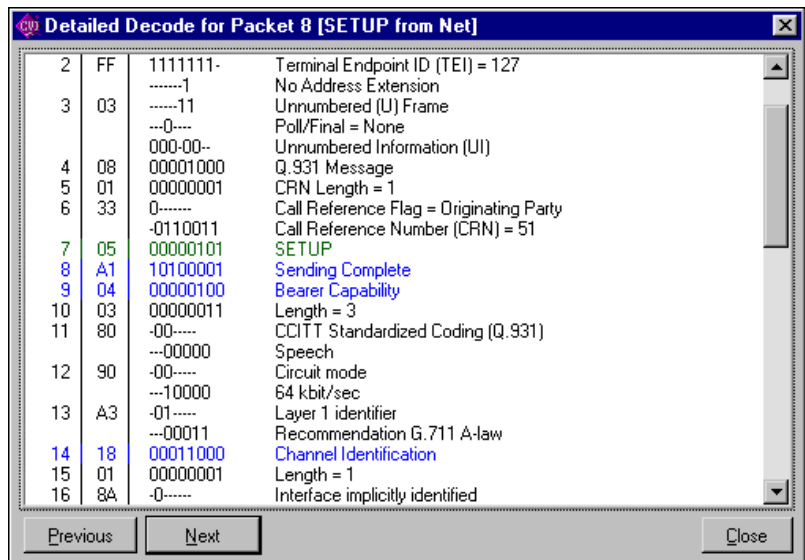 CVI Detailed Decode for Packet 8 [SETUP from Net]
2 FF 1111111- Terminal Endpoint ID (TEI) = 127
-------1 No Address Extension
3 03 ------11 Unnumbered (U) Frame
---0---- Poll/Final = None
000-00-- Unnumbered Information (UI)
4 08 00001000 Q.931 Message
5 01 00000001 CRN Length = 1
6 33 0------- Call Reference Flag = Originating Party
-0110011 Call Reference Number (CRN) = 51
7 05 00000101 SETUP
8 A1 10100001 Sending Complete
9 04 00000100 Bearer Capability
10 03 00000011 Length = 3
11 80 -00----- CCITT Standardized Coding (Q.931)
---00000 Speech
12 90 -00----- Circuit mode
---10000 64 kbit/sec
13 A3 -01----- Layer 1 identifier
---00011 Recommendation G.711 A-law
14 18 00011000 Channel Identification
15 01 00000001 Length = 1
16 8A -0------ Interface implicitly identified
Previous Next Close